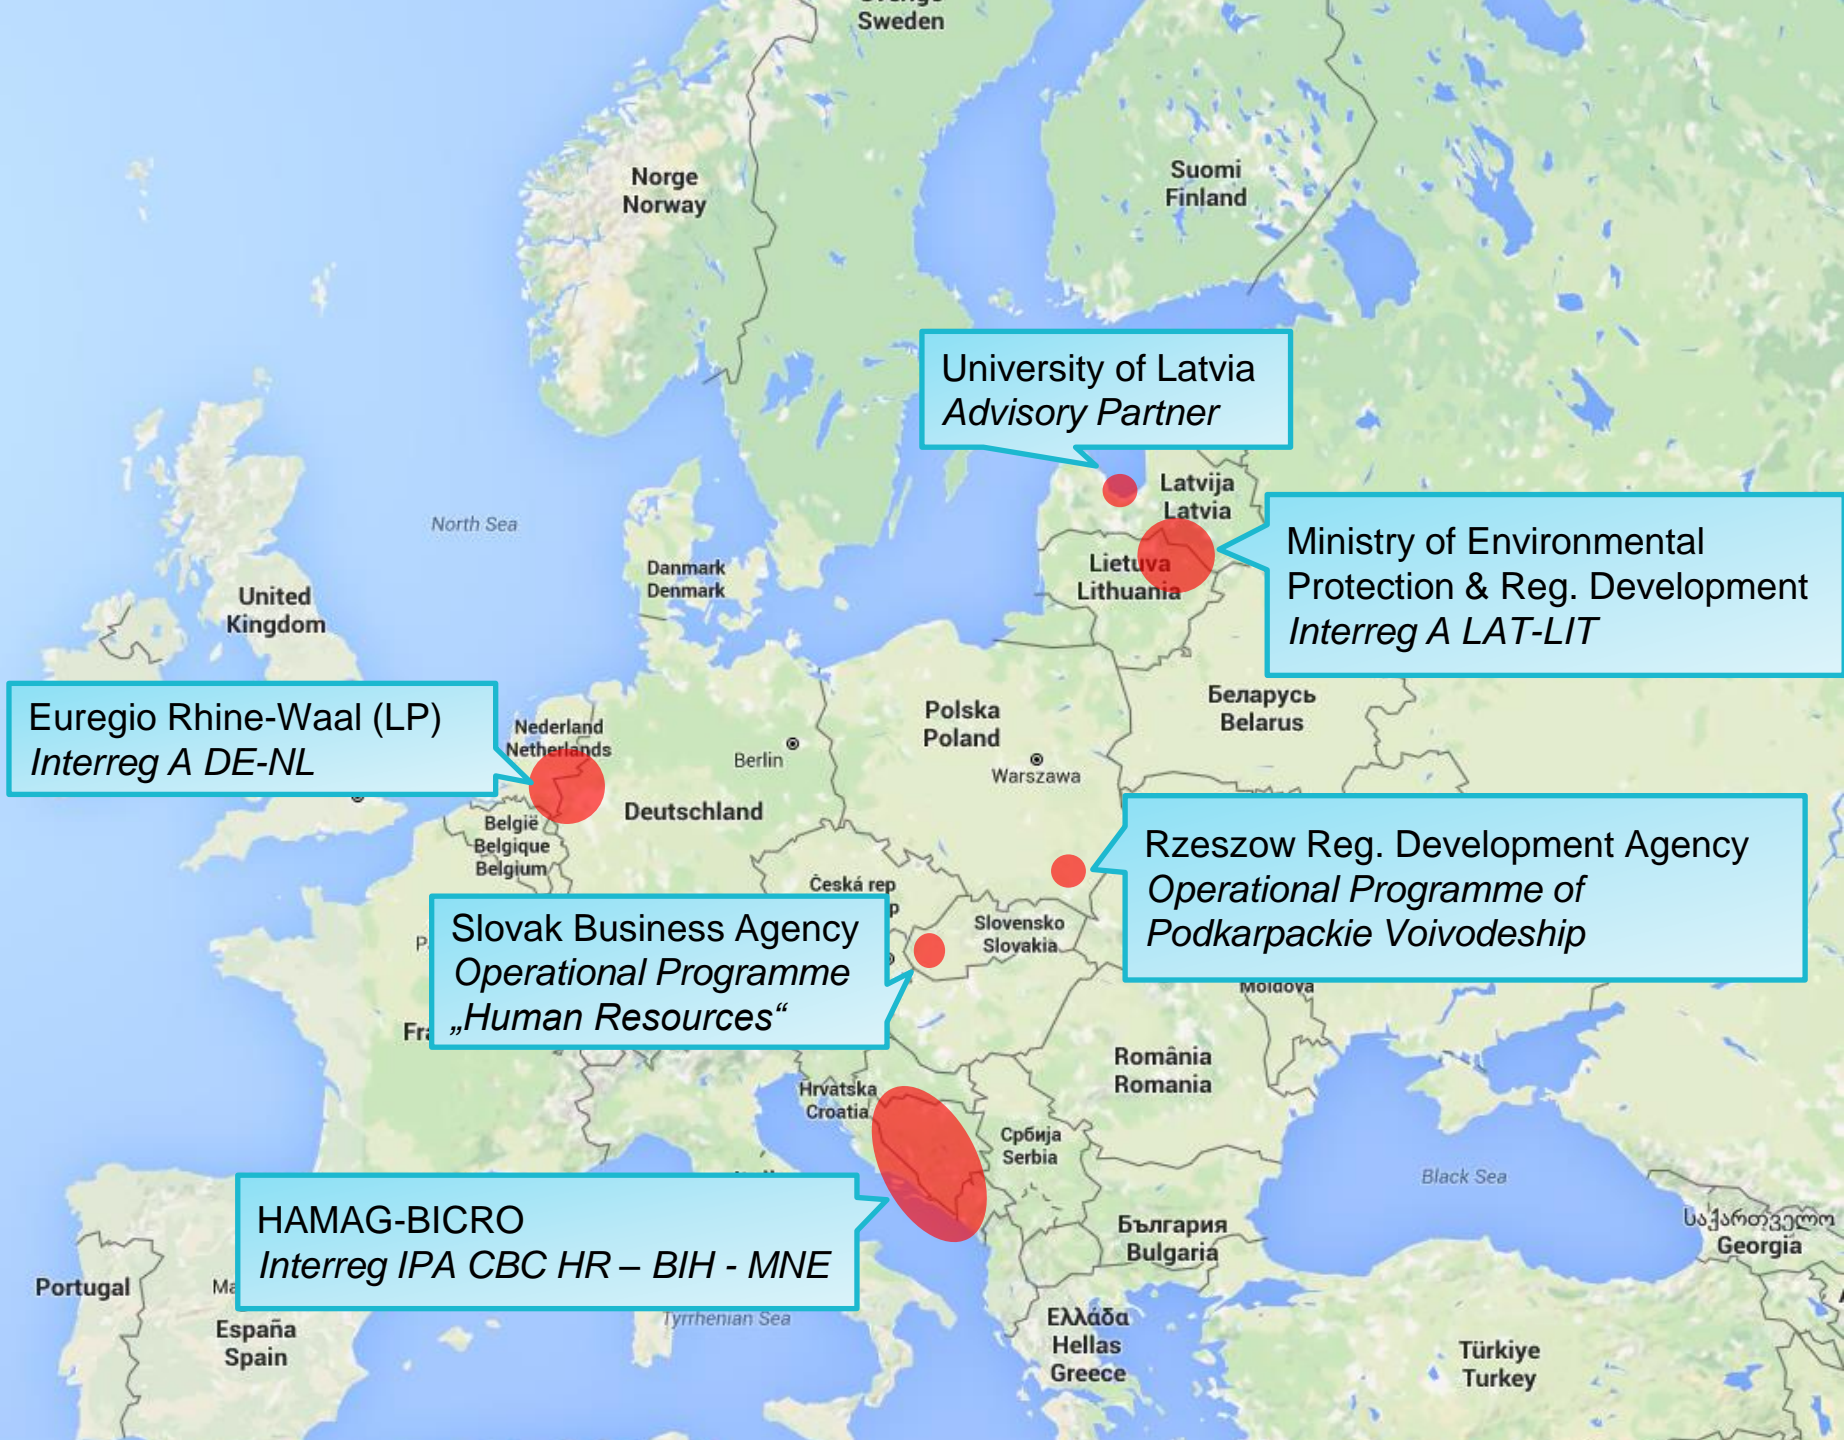 Sweden
Norge
Norway
Suomi
Finland
University of Latvia
Advisory Partner
Latvija
Latvia
North Sea
Ministry of Environmental
Protection & Reg. Development
Interreg A LAT-LIT
Danmark
Denmark
Lietuva
Lithuania
United
Kingdom
Euregio Rhine-Waal (LP)
Interreg A DE-NL
Nederland
Netherlands
Berlin
Polska
Poland
Warszawa
Беларусь
Belarus
Deutschland
België
Belgique
Belgium
Rzeszow Reg. Development Agency
Operational Programme of
Podkarpackie Voivodeship
Česká rep
Slovak Business Agency
Operational Programme
„Human Resources“
Slovensko
Slovakia
Moldova
România
Romania
Hrvatska
Croatia
Србија
Serbia
Black Sea
HAMAG-BICRO
Interreg IPA CBC HR – BIH - MNE
България
Bulgaria
საქართველო
Georgia
Portugal
España
Spain
Tyrrhenian Sea
Ελλάδα
Hellas
Greece
Türkiye
Turkey